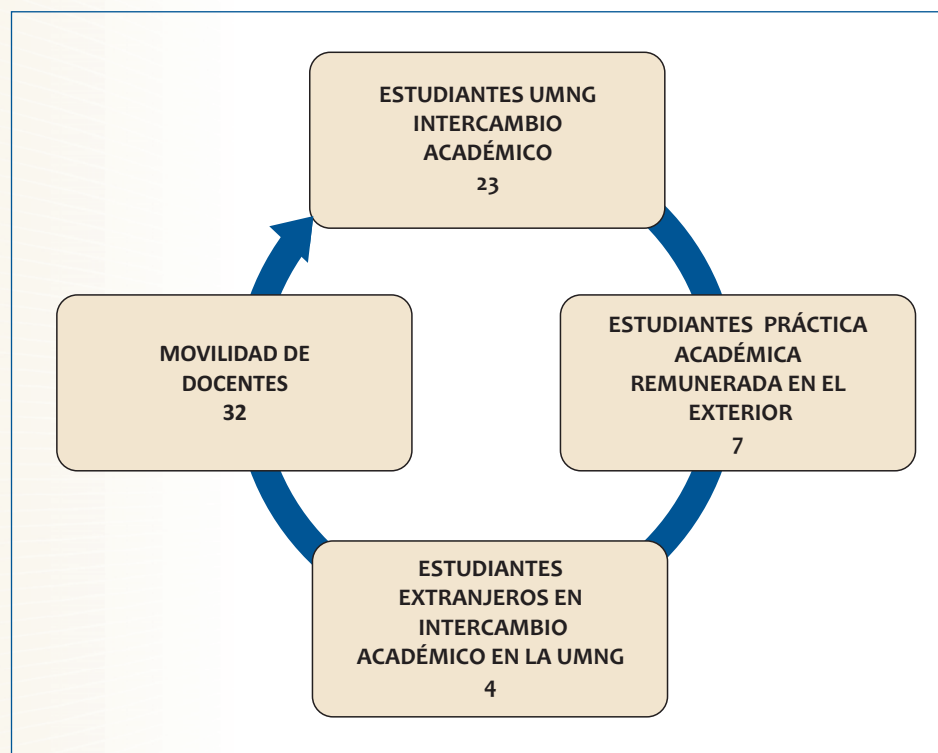 ESTUDIANTES UMNG
INTERCAMBIO
ACADÉMICO
23
ESTUDIANTES PRÁCTICA
ACADÉMICA
REMUNERADA EN EL
EXTERIOR
7
ESTUDIANTES
EXTRANJEROS EN
INTERCAMBIO
ACADÉMICO EN LA UMNG
4
MOVILIDAD DE
DOCENTES
32